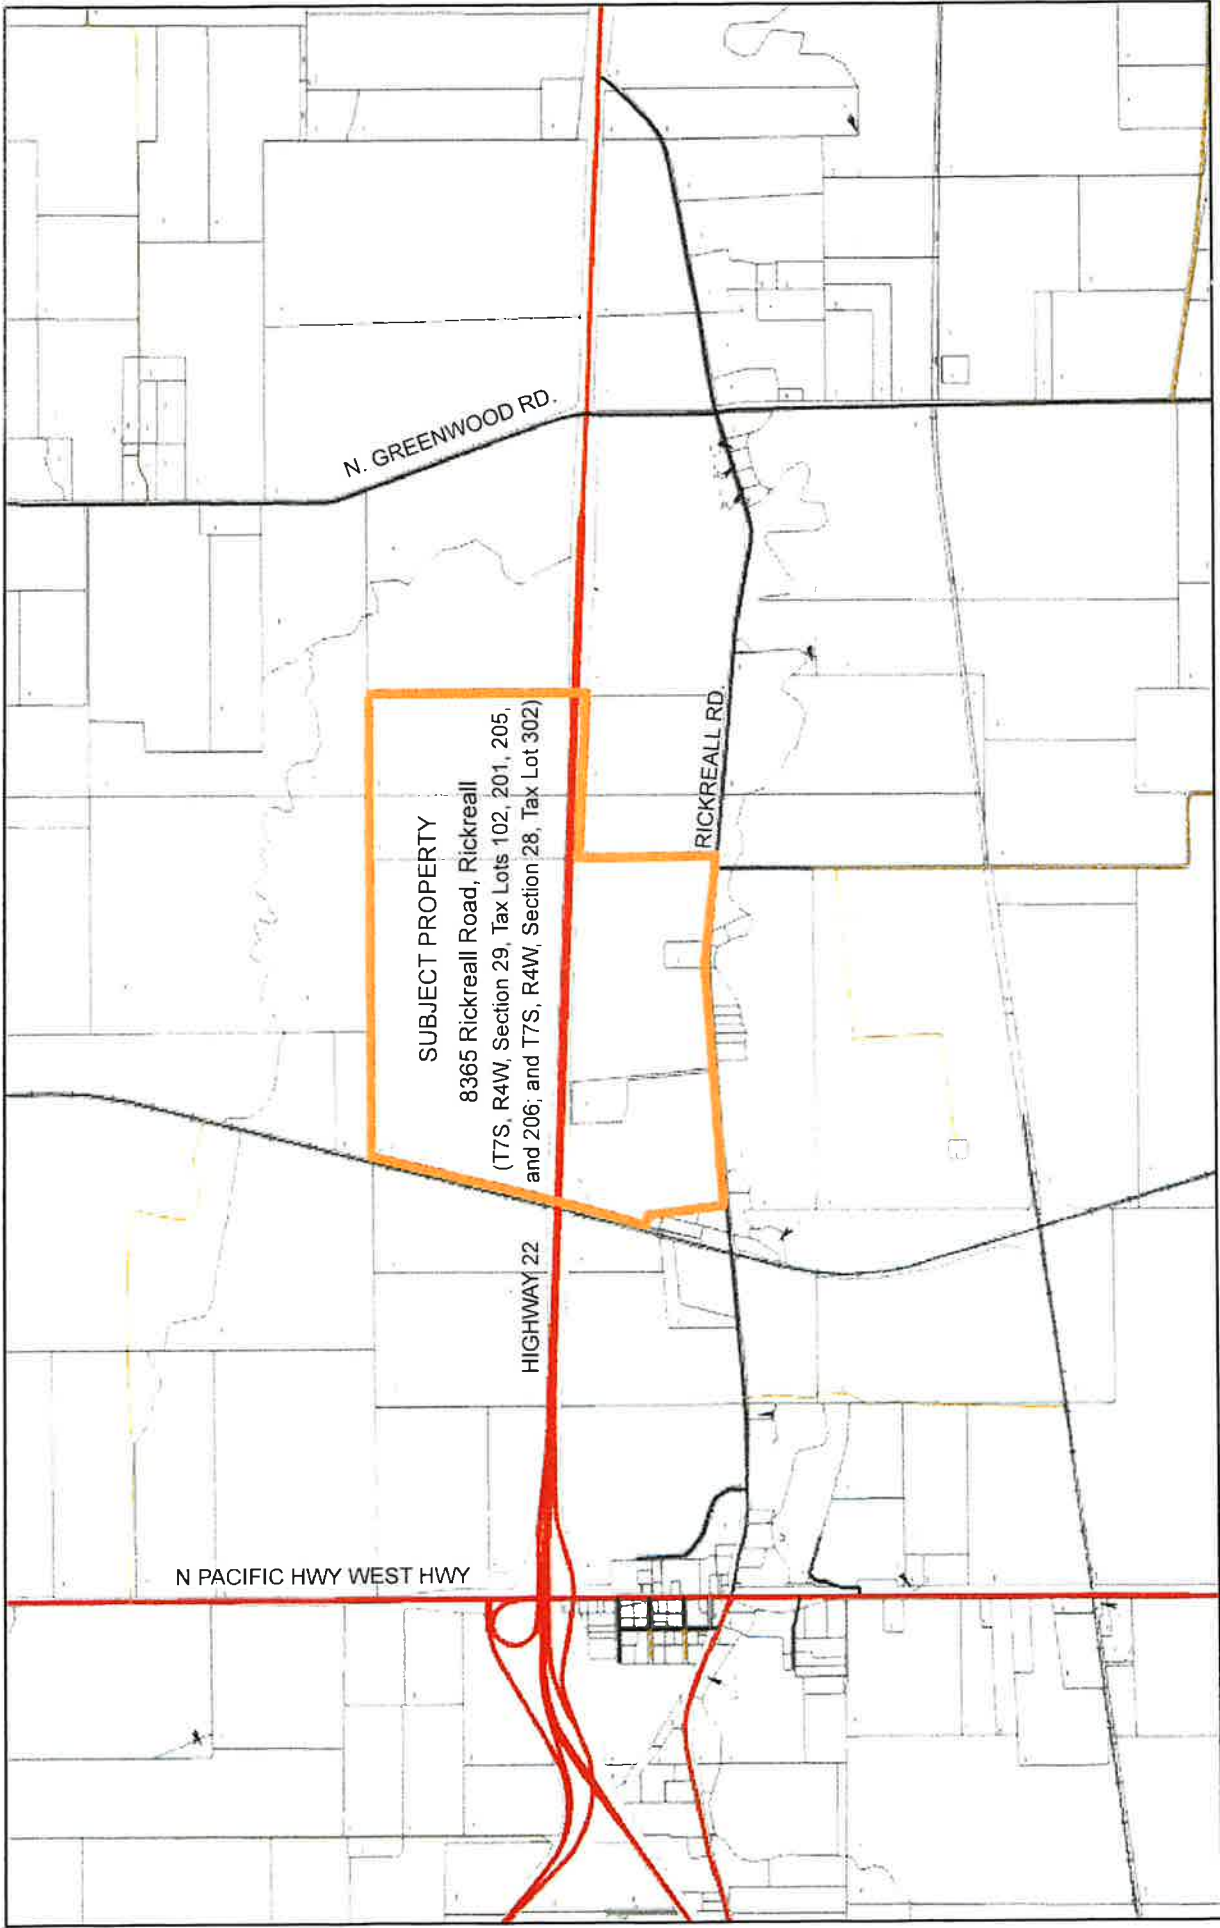 N. GREENWOOD RD.
SUBJECT PROPERTY
8365 Rickreall Road, Rickreall
(T7S, R4W, Section 29, Tax Lots 102, 201, 205,
and 206; and T7S, R4W, Section 28, Tax Lot 302)
RICKREALL RD.
HIGHWAY 22
N PACIFIC HWY WEST HWY